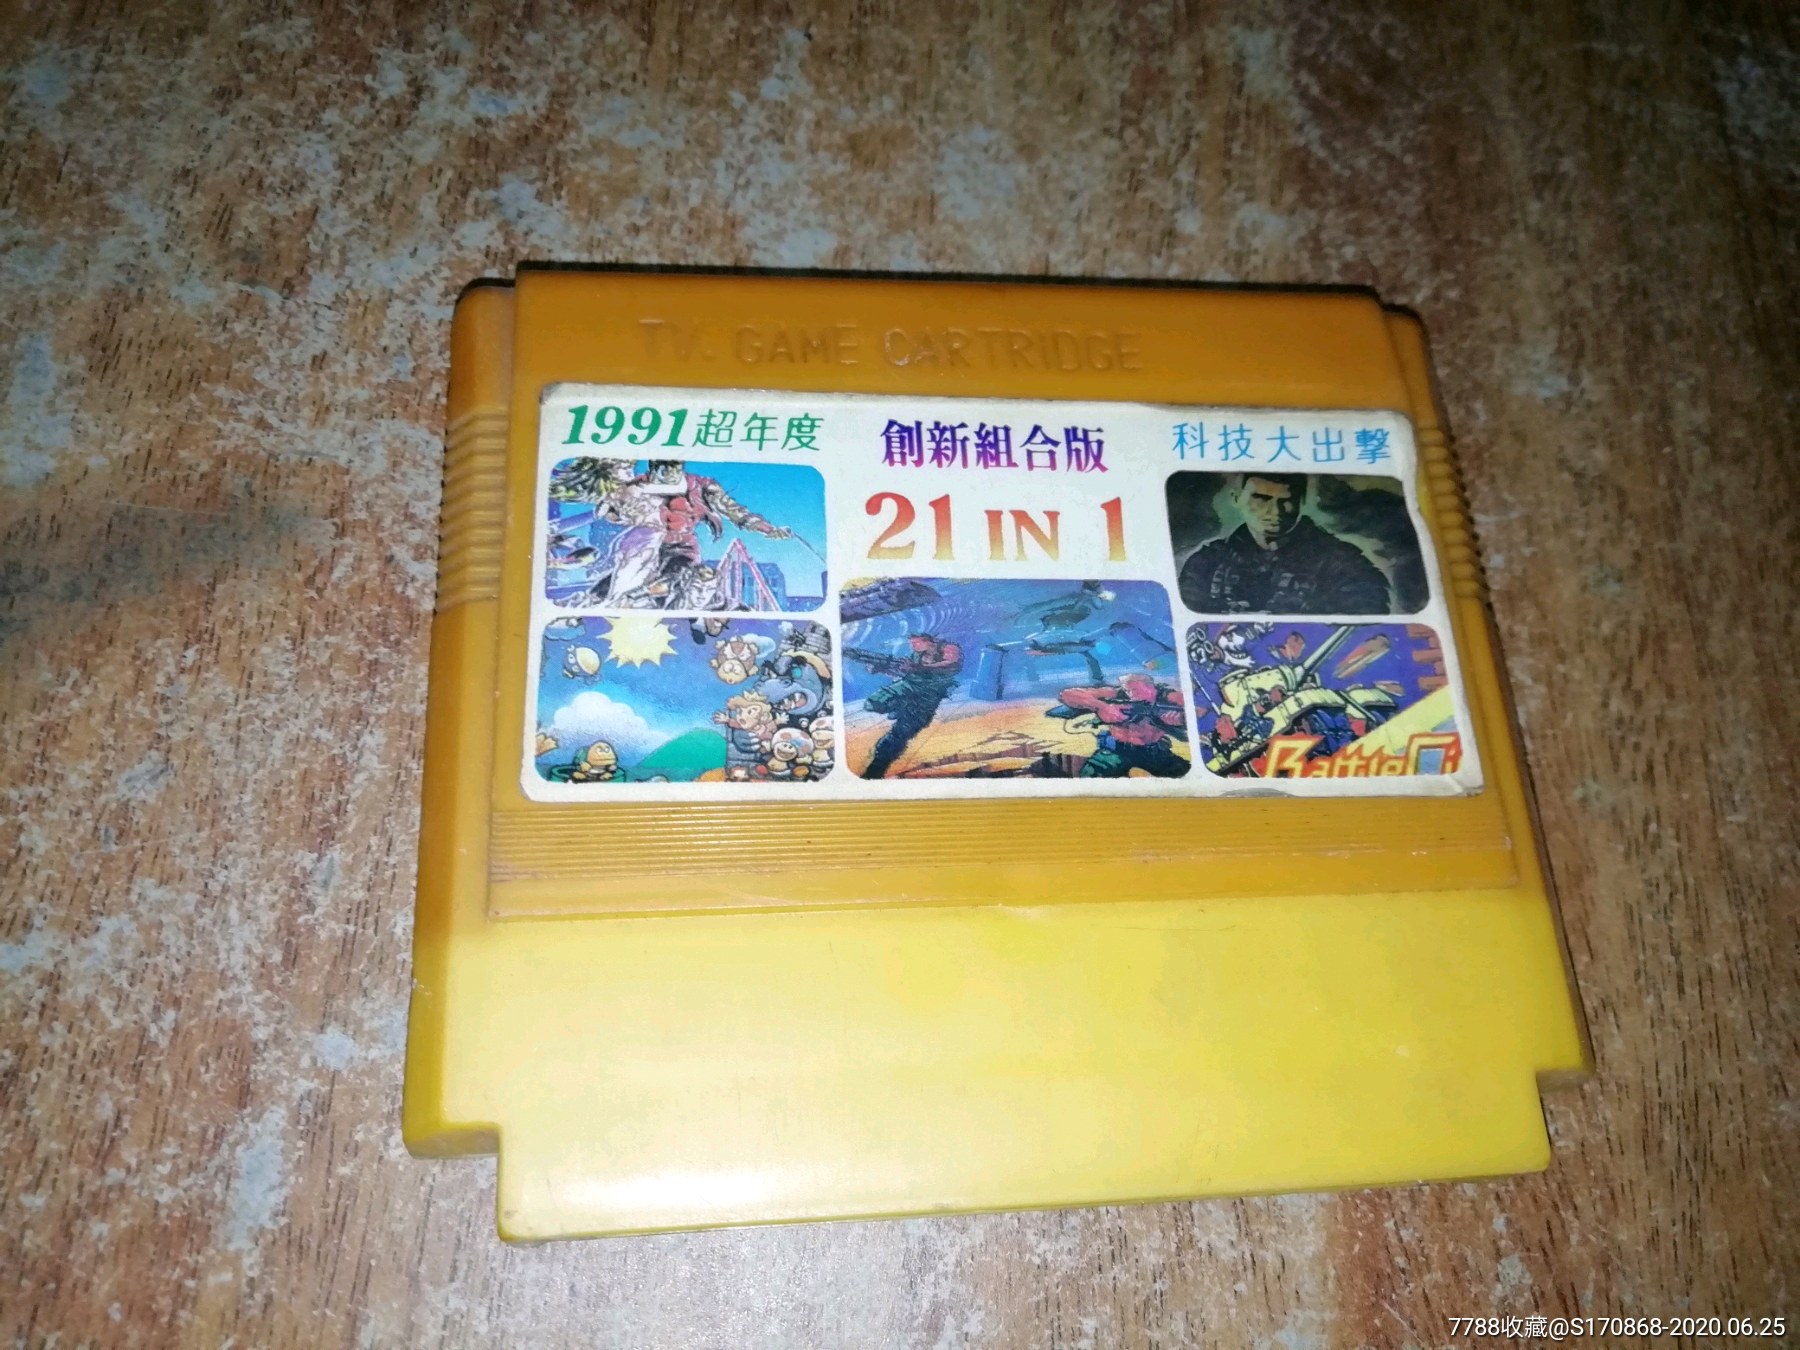 TV. GAME CARTRIDGE
1991超年度
創新組合版
科技大出擊
21 IN 1
BattleCi
7788收藏@S170868-2020.06.25